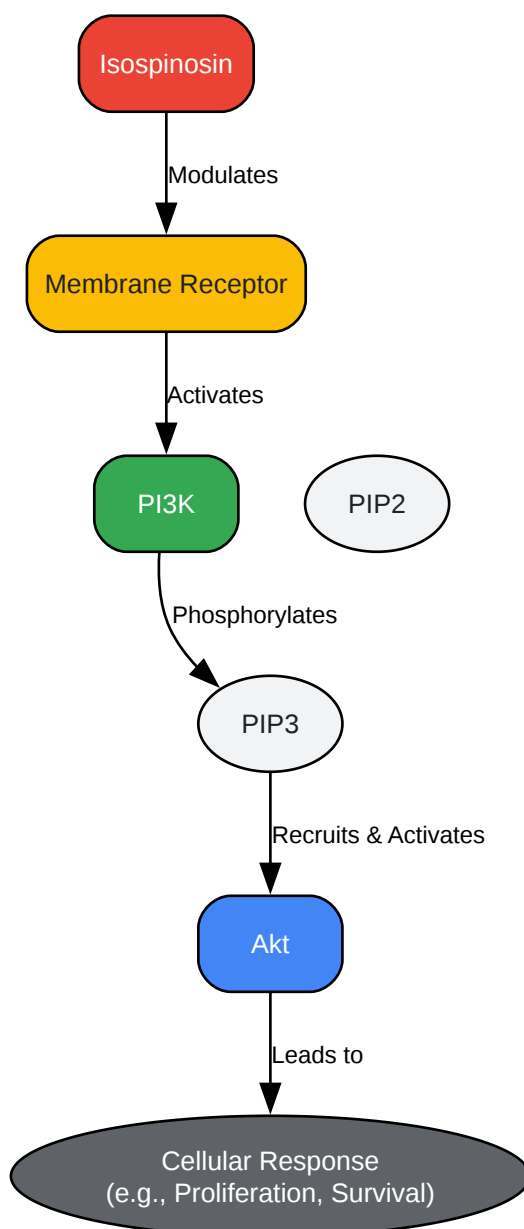 Isospinosin
Modulates
Membrane Receptor
Activates
PI3K
PIP2
Phosphorylates
PIP3
Recruits & Activates
Akt
Leads to
Cellular Response
(e.g., Proliferation, Survival)